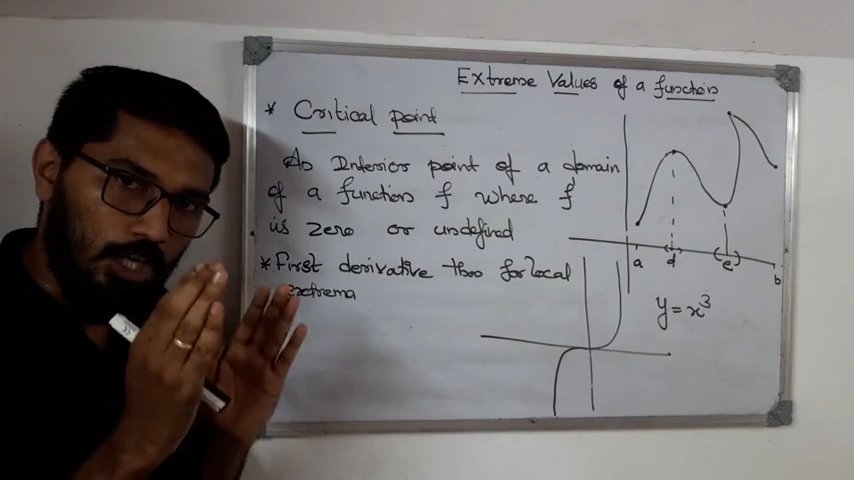 Extreme Values of a function
* Critical point
An Interior point of a domain
of a function f where f
is zero or undefined
* First derivative thm for local
extrema
a d e b
y = x³